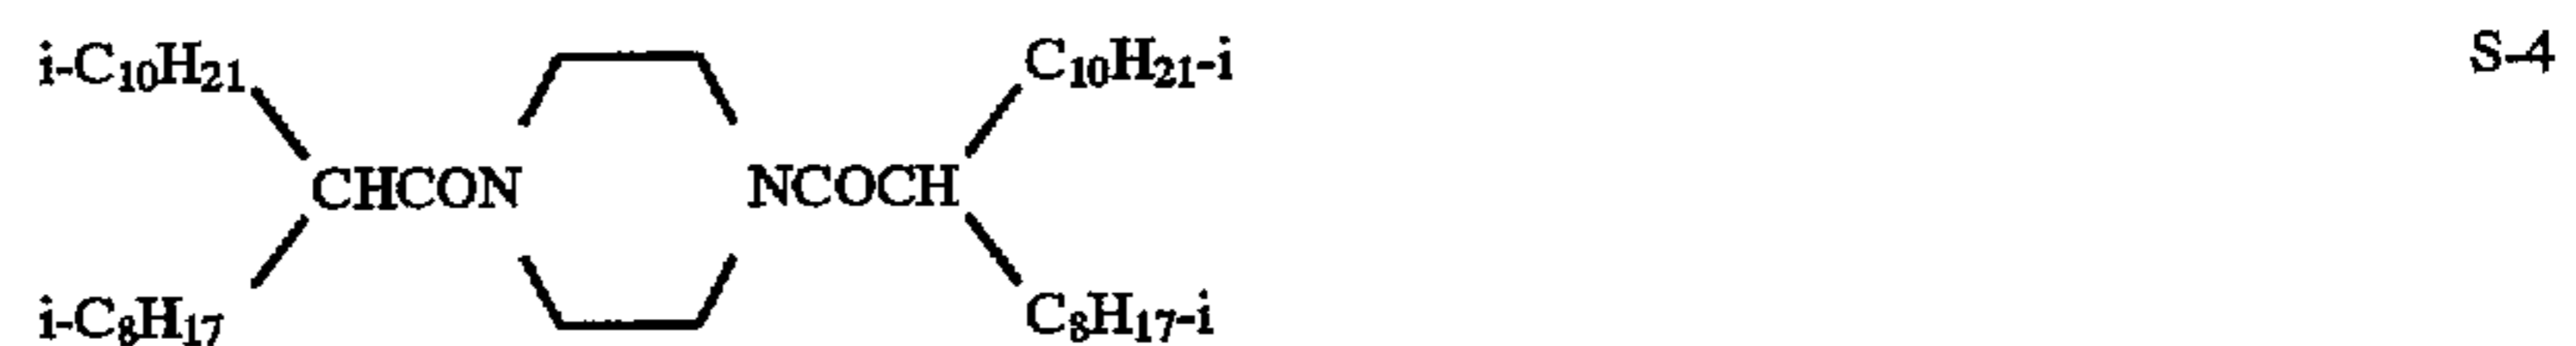 i-C₁₀H₂₁ C₁₀H₂₁-i S-4
CHCON NCOCH
i-C₈H₁₇ C₈H₁₇-i